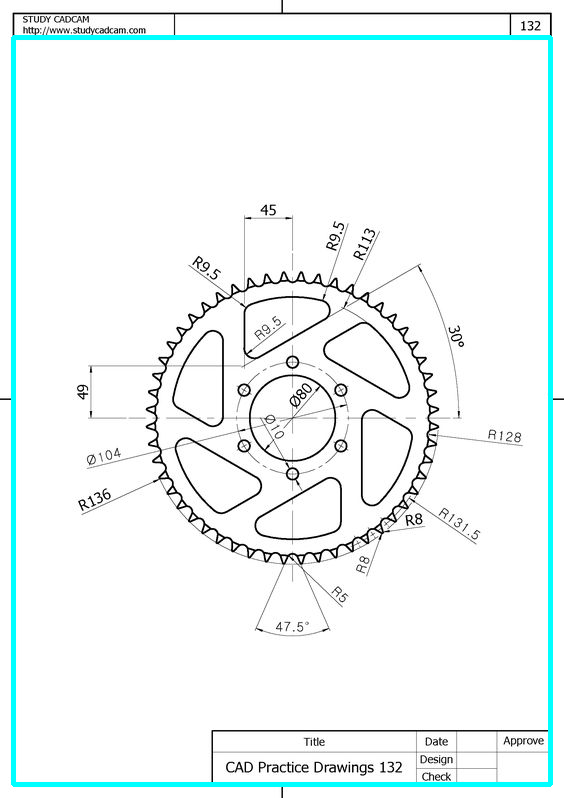 STUDY CADCAM
http://www.studycadcam.com
132
45
R9.5
R113
R9.5
R9.5
30°
49
Ø80
Ø10
Ø104
R128
R136
R131.5
R8
R8
R5
47.5°
Title
Date
Approve
CAD Practice Drawings 132
Design
Check